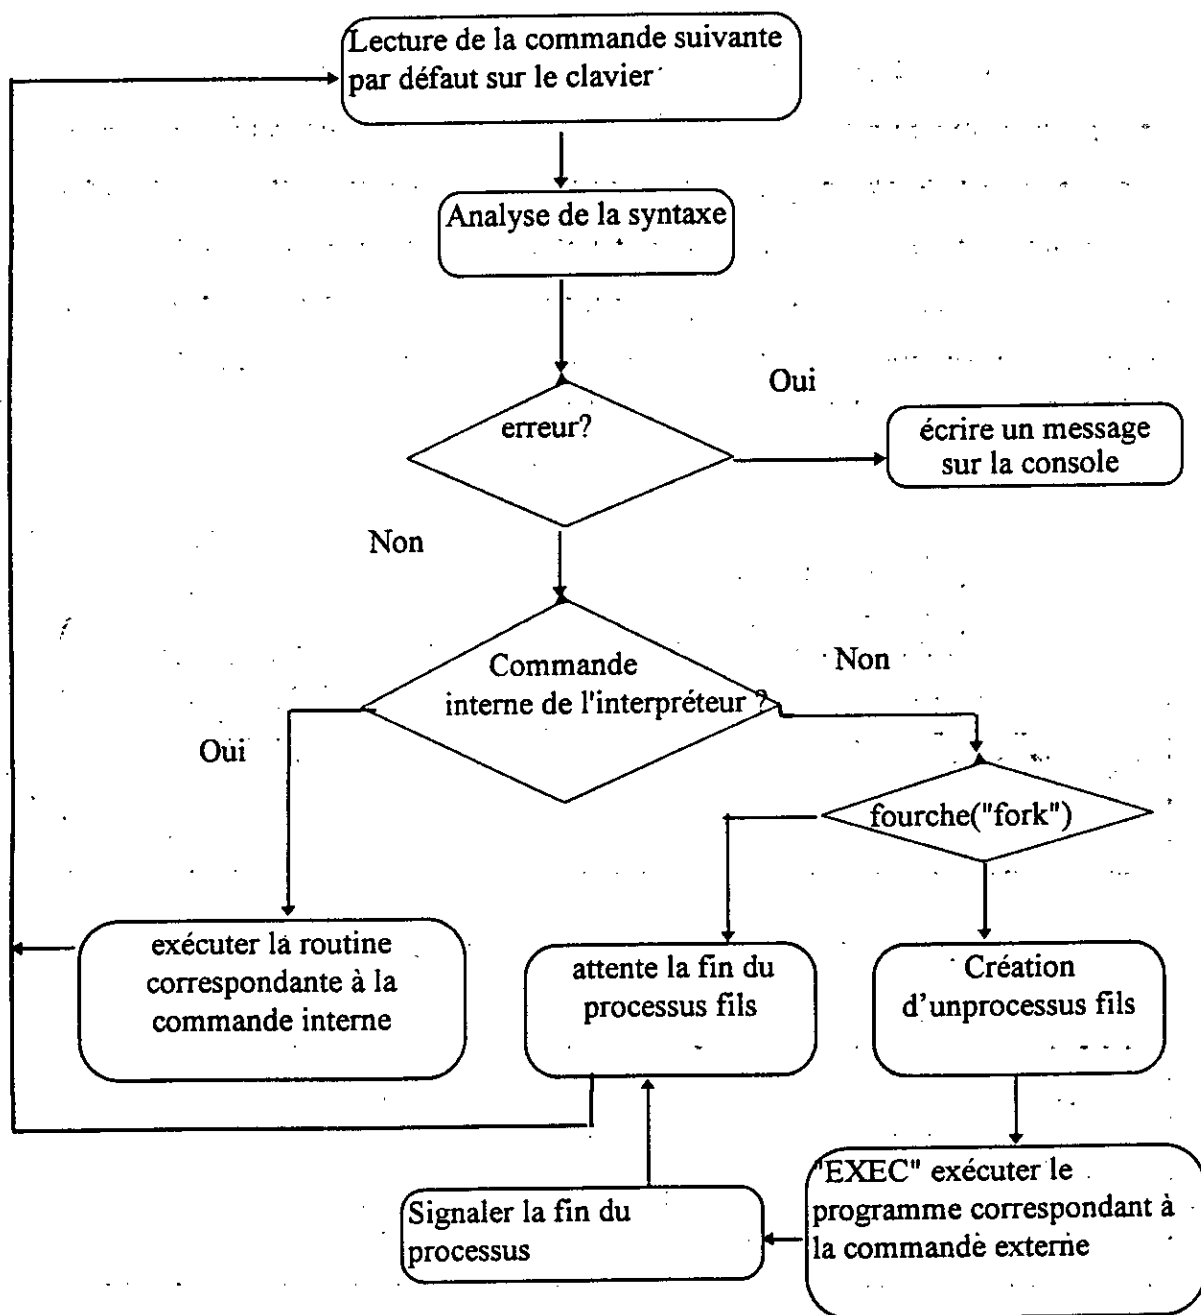 Lecture de la commande suivante
par défaut sur le clavier
Analyse de la syntaxe
erreur?
Oui
écrire un message
sur la console
Non
Commande
interne de l'interpréteur ?
Non
Oui
fourche("fork")
exécuter la routine
correspondante à la
commande interne
attente la fin du
processus fils
Création
d'unprocessus fils
"EXEC" exécuter le
programme correspondant à
la commande externe
Signaler la fin du
processus